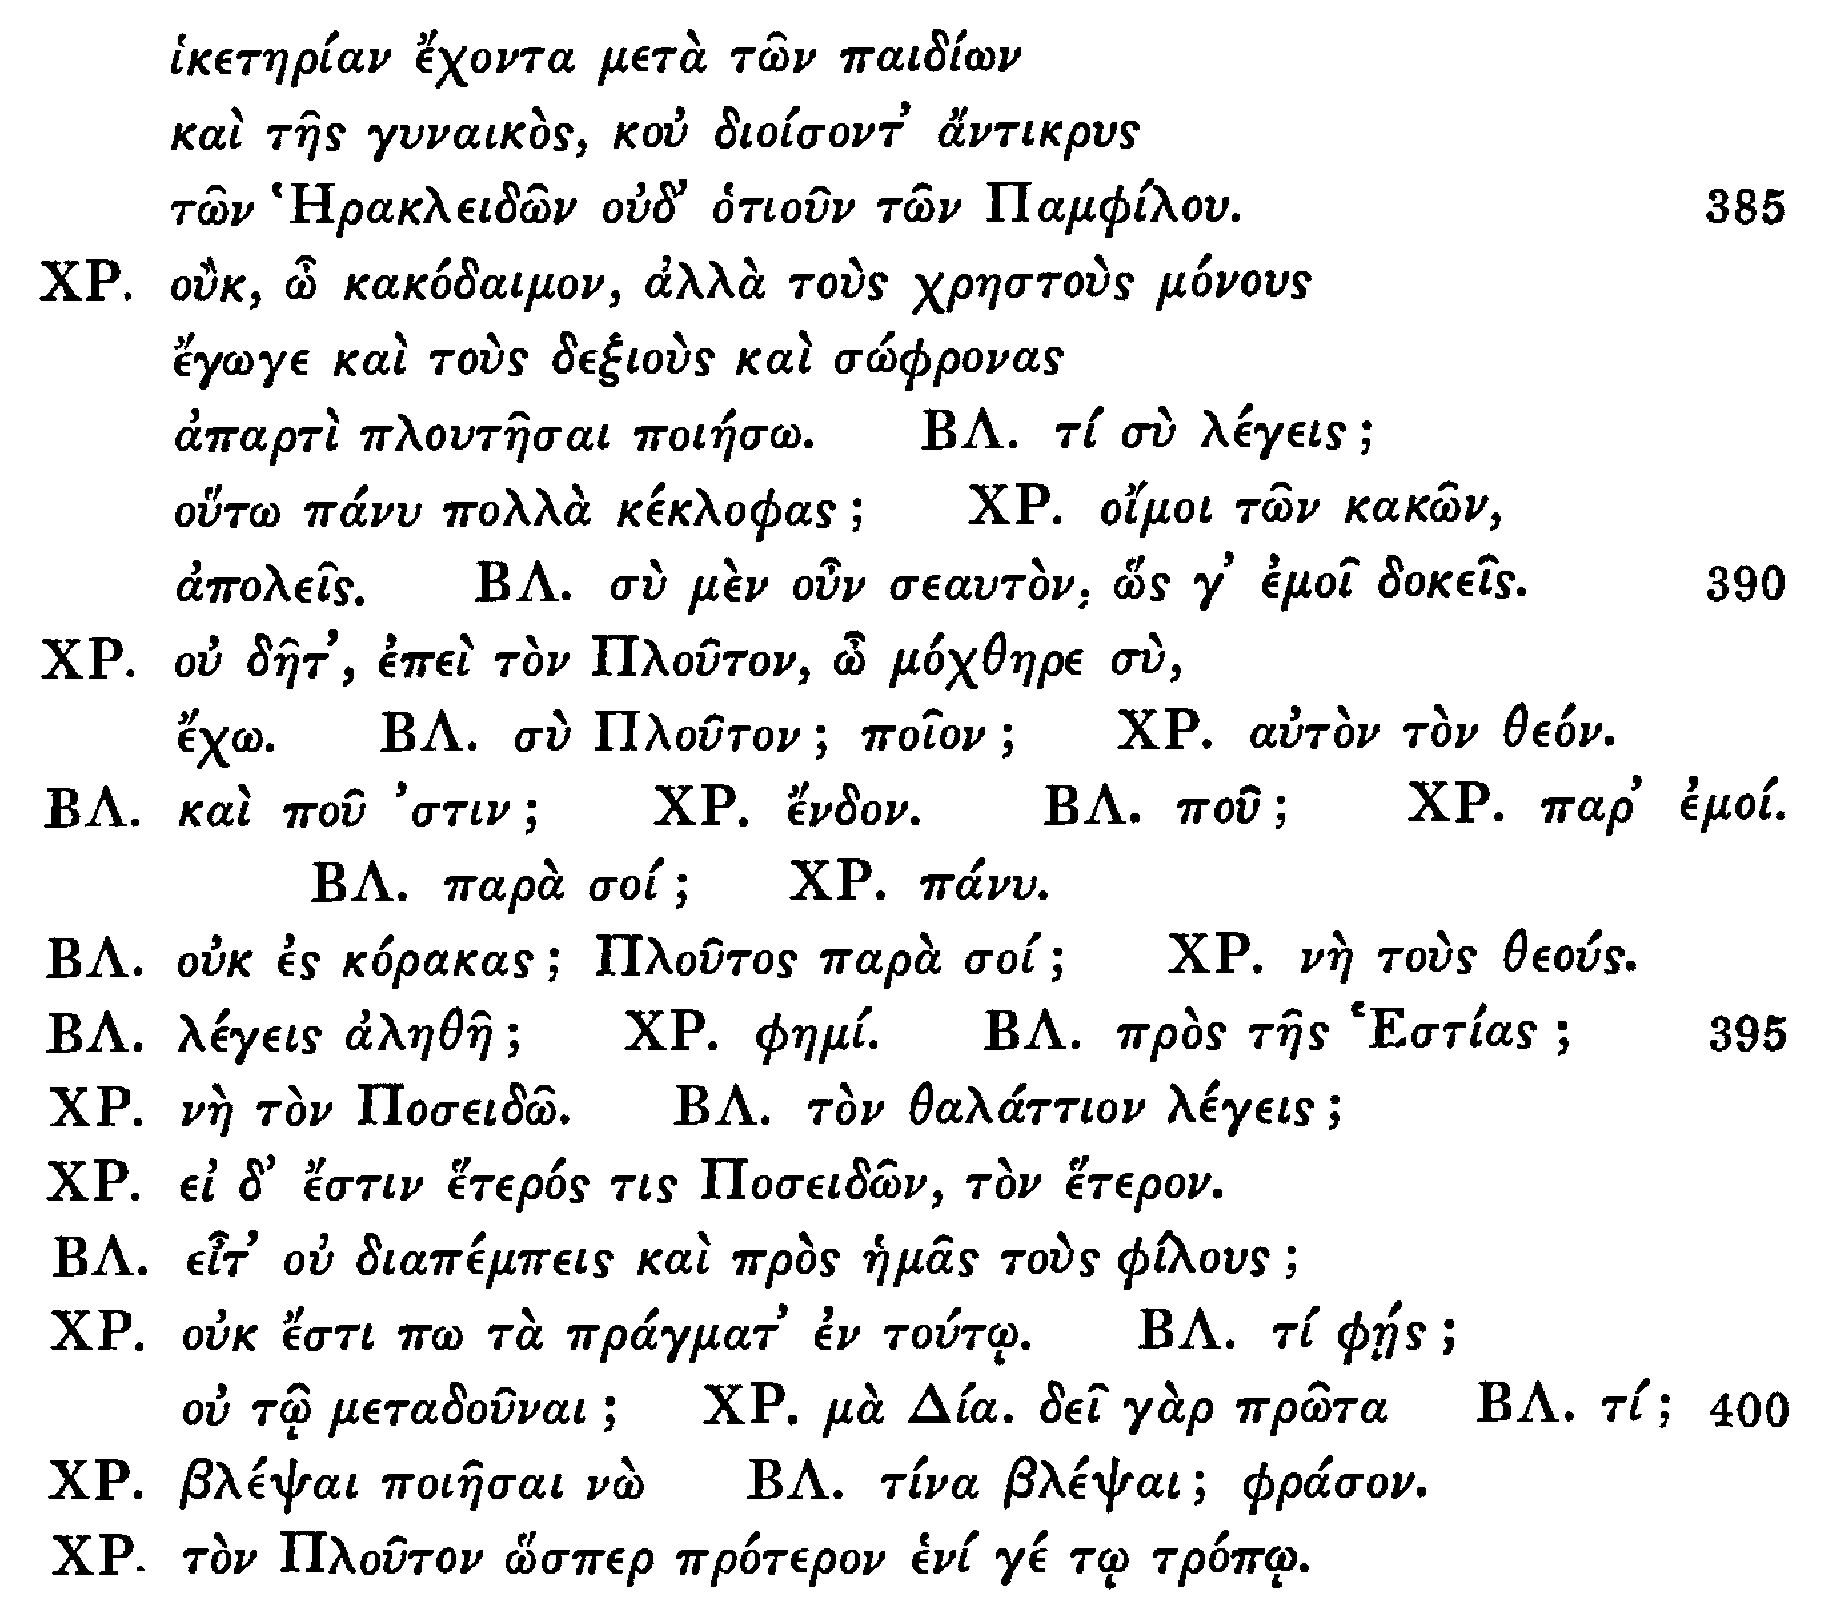 ἱκετηρίαν ἔχοντα μετὰ τῶν παιδίων
καὶ τῆς γυναικὸς, κοὐ διοίσοντ’ ἄντικρυς
τῶν Ἡρακλειδῶν οὐδ’ ὁτιοῦν τῶν Παμφίλου. 385
ΧΡ. οὒκ, ὦ κακόδαιμον, ἀλλὰ τοὺς χρηστοὺς μόνους
ἔγωγε καὶ τοὺς δεξιοὺς καὶ σώφρονας
ἀπαρτὶ πλουτῆσαι ποιήσω. ΒΛ. τί σὺ λέγεις;
οὕτω πάνυ πολλὰ κέκλοφας; ΧΡ. οἴμοι τῶν κακῶν,
ἀπολεῖς. ΒΛ. σὺ μὲν οὖν σεαυτὸν, ὥς γ’ ἐμοῖ δοκεῖς. 390
ΧΡ. οὐ δῆτ’, ἐπεὶ τὸν Πλοῦτον, ὦ μόχθηρε σὺ,
ἔχω. ΒΛ. σὺ Πλοῦτον; ποῖον; ΧΡ. αὐτὸν τὸν θεόν.
ΒΛ. καὶ ποῦ ’στιν; ΧΡ. ἔνδον. ΒΛ. ποῦ; ΧΡ. παρ’ ἐμοί.
ΒΛ. παρὰ σοί; ΧΡ. πάνυ.
ΒΛ. οὐκ ἐς κόρακας; Πλοῦτος παρὰ σοί; ΧΡ. νὴ τοὺς θεούς.
ΒΛ. λέγεις ἀληθῆ; ΧΡ. φημί. ΒΛ. πρὸς τῆς Ἑστίας; 395
ΧΡ. νὴ τὸν Ποσειδῶ. ΒΛ. τὸν θαλάττιον λέγεις;
ΧΡ. εἰ δ’ ἔστιν ἕτερός τις Ποσειδῶν, τὸν ἕτερον.
ΒΛ. εἶτ’ οὐ διαπέμπεις καὶ πρὸς ἡμᾶς τοὺς φίλους;
ΧΡ. οὐκ ἔστι πω τὰ πράγματ’ ἐν τούτῳ. ΒΛ. τί φῄς;
οὐ τῷ μεταδοῦναι; ΧΡ. μὰ Δία. δεῖ γὰρ πρῶτα ΒΛ. τί; 400
ΧΡ. βλέψαι ποιῆσαι νὼ ΒΛ. τίνα βλέψαι; φράσον.
ΧΡ. τὸν Πλοῦτον ὥσπερ πρότερον ἑνί γέ τῳ τρόπῳ.